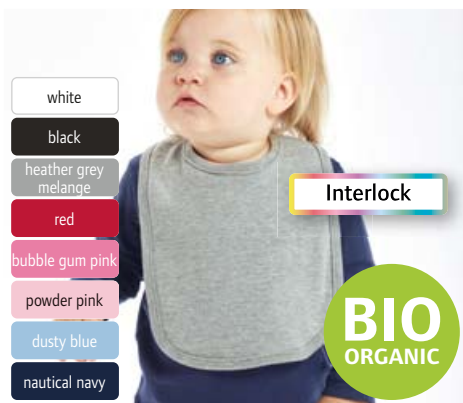 white
black
heather grey
melange
red
bubble gum pink
powder pink
dusty blue
nautical navy
Interlock
BIO
ORGANIC